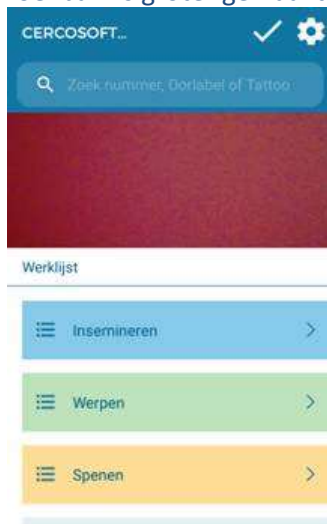 CERCOSOFT...
Zoek nummer, Oorlabel of Tattoo
Werklijst
Insemineren
Werpen
Spenen